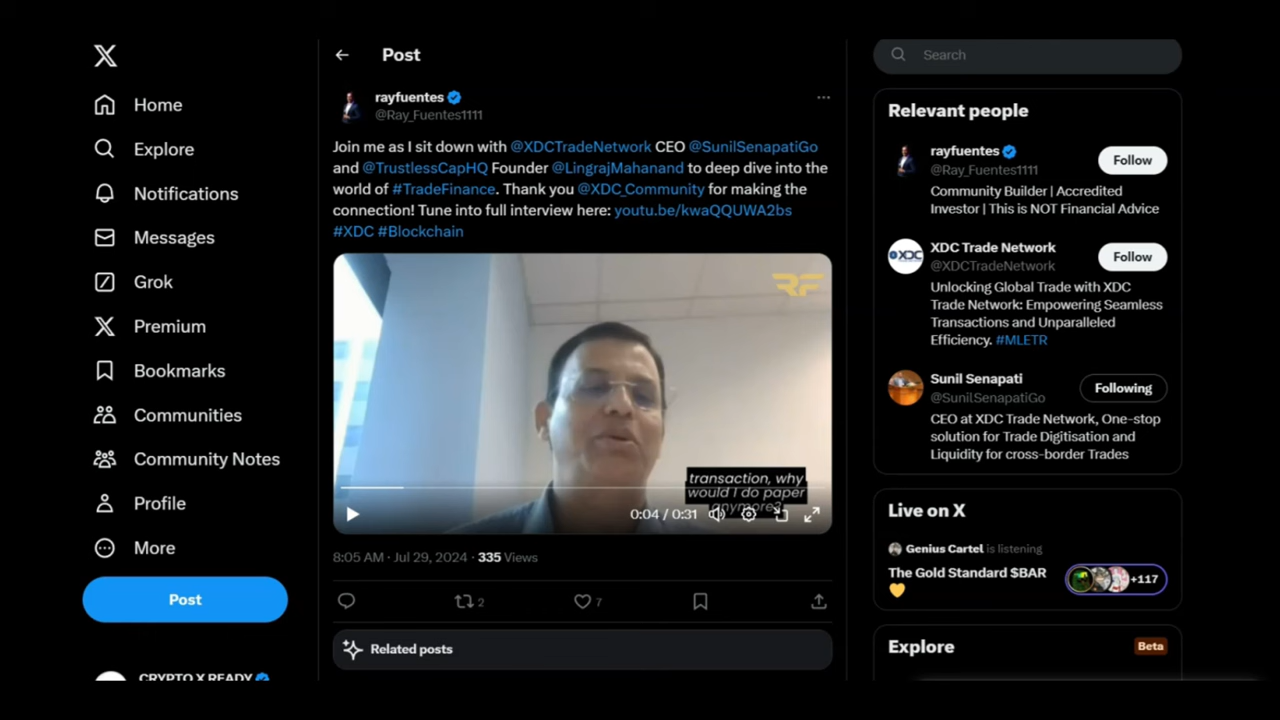 Home
Explore
Notifications
Messages
Grok
Premium
Bookmarks
Communities
Community Notes
Profile
More
Post
CRYPTO X READY
Post
rayfuentes
@Ray_Fuentes1111
Join me as I sit down with @XDCTradeNetwork CEO @SunilSenapatiGo
and @TrustlessCapHQ Founder @LingrajMahanand to deep dive into the
world of #TradeFinance. Thank you @XDC_Community for making the
connection! Tune into full interview here: youtu.be/kwaQQUWA2bs
#XDC #Blockchain
RF
transaction, why
would I do paper
anymore?
0:04 / 0:31
8:05 AM · Jul 29, 2024 · 335 Views
2
7
Related posts
Search
Relevant people
rayfuentes
@Ray_Fuentes1111
Follow
Community Builder | Accredited
Investor | This is NOT Financial Advice
XDC
XDC Trade Network
@XDCTradeNetwork
Follow
Unlocking Global Trade with XDC
Trade Network: Empowering Seamless
Transactions and Unparalleled
Efficiency. #MLETR
Sunil Senapati
@SunilSenapatiGo
Following
CEO at XDC Trade Network, One-stop
solution for Trade Digitisation and
Liquidity for cross-border Trades
Live on X
Genius Cartel is listening
The Gold Standard $BAR
💛
+117
Explore
Beta